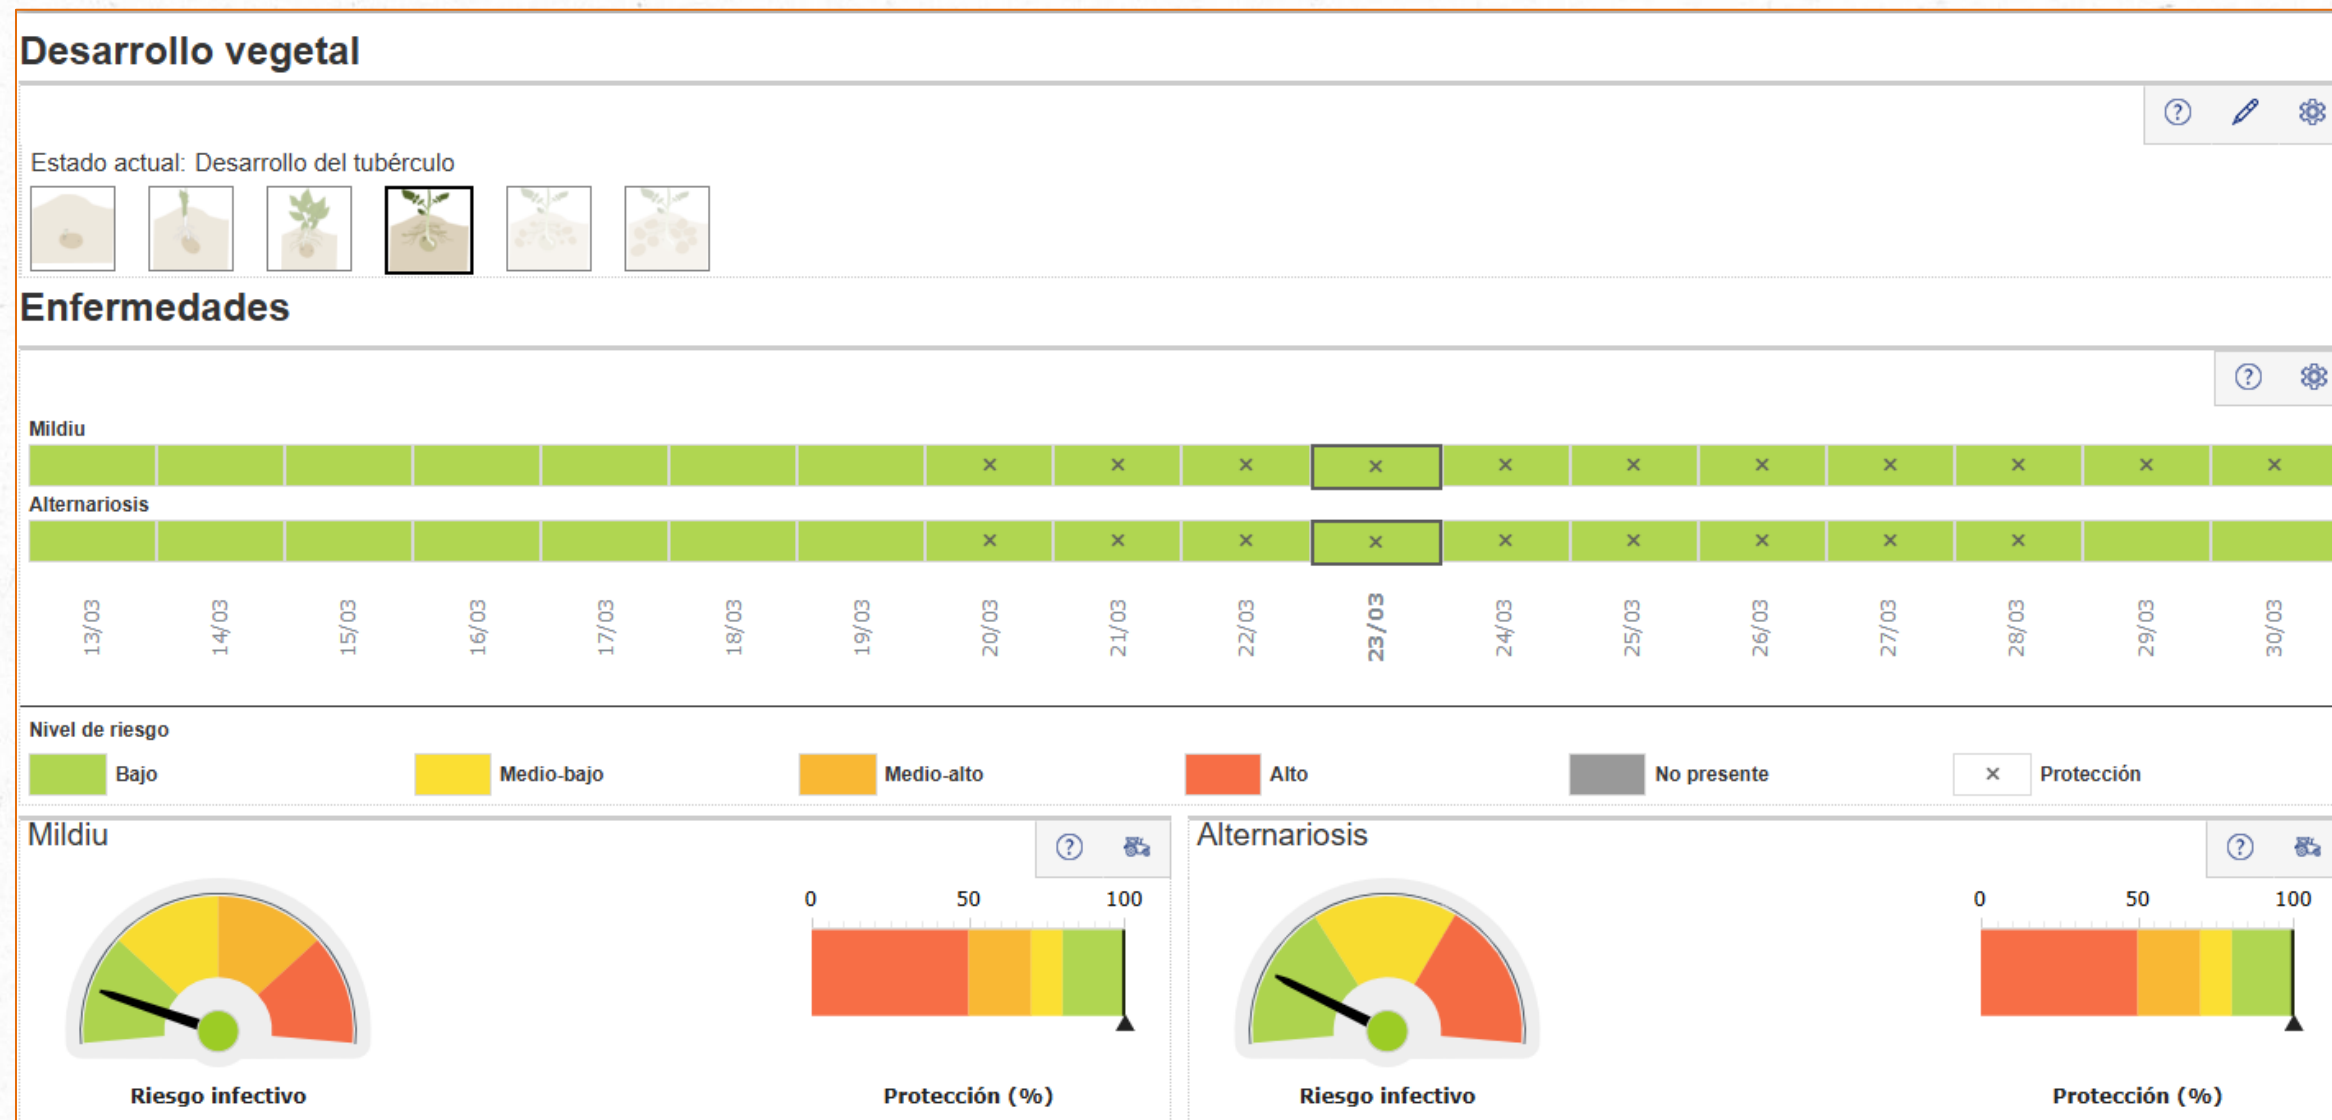 Desarrollo vegetal
Estado actual: Desarrollo del tubérculo
Enfermedades
Mildiu
× × × × × × × × × × ×
Alternariosis
× × × × × × × × ×
13/03 14/03 15/03 16/03 17/03 18/03 19/03 20/03 21/03 22/03 23/03 24/03 25/03 26/03 27/03 28/03 29/03 30/03
Nivel de riesgo
Bajo Medio-bajo Medio-alto Alto No presente × Protección
Mildiu
0 50 100
Riesgo infectivo Protección (%)
Alternariosis
0 50 100
Riesgo infectivo Protección (%)